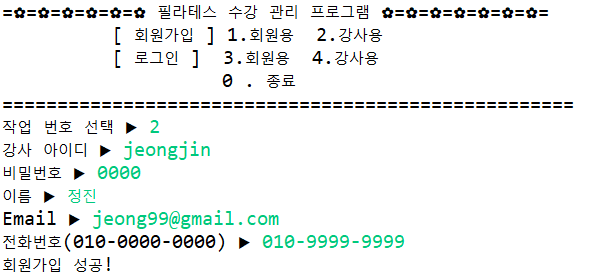 =✿=✿=✿=✿=✿=✿ 필라테스 수강 관리 프로그램 ✿=✿=✿=✿=✿=✿=✿=
[ 회원가입 ] 1.회원용 2.강사용
[ 로그인 ] 3.회원용 4.강사용
0 . 종료
====================================================
작업 번호 선택 ▶ 2
강사 아이디 ▶ jeongjin
비밀번호 ▶ 0000
이름 ▶ 정진
Email ▶ jeong99@gmail.com
전화번호(010-0000-0000) ▶ 010-9999-9999
회원가입 성공!